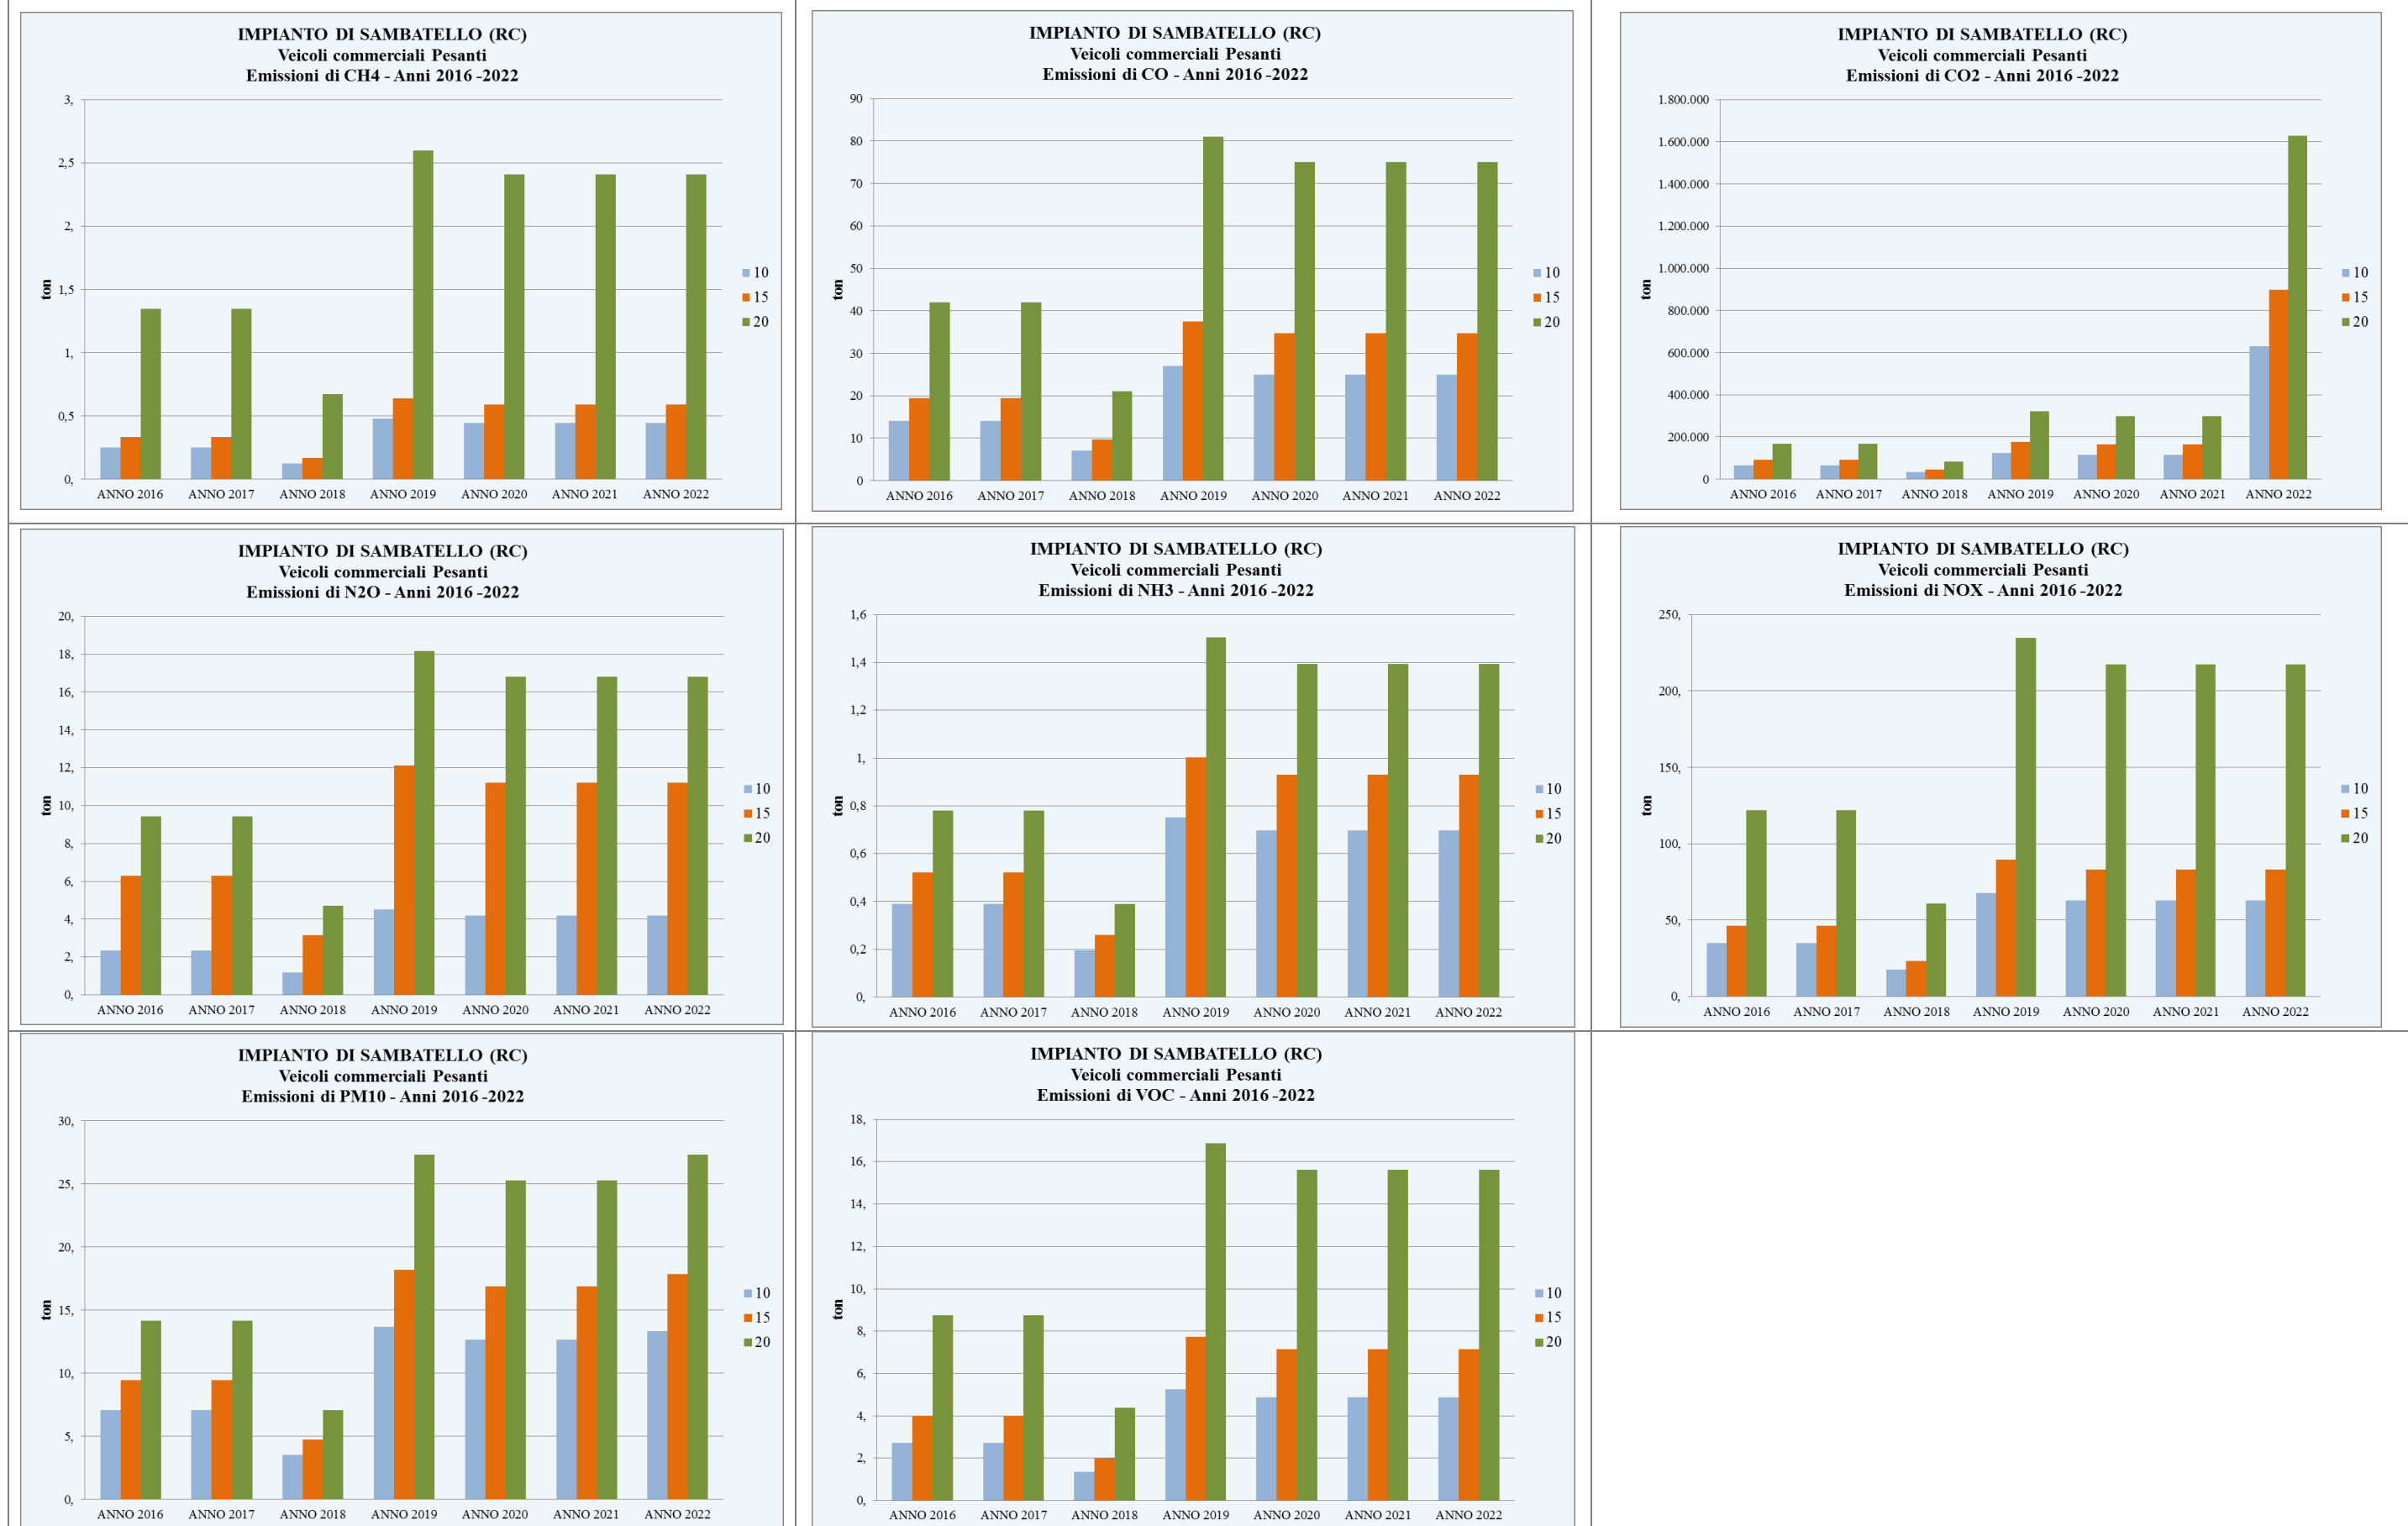 IMPIANTO DI SAMBATELLO (RC)
Veicoli commerciali Pesanti
Emissioni di CH4 - Anni 2016 -2022
3,
2,5
2,
1,5
1,
0,5
0,
ton
ANNO 2016 ANNO 2017 ANNO 2018 ANNO 2019 ANNO 2020 ANNO 2021 ANNO 2022
10
15
20
IMPIANTO DI SAMBATELLO (RC)
Veicoli commerciali Pesanti
Emissioni di CO - Anni 2016 -2022
90
80
70
60
50
40
30
20
10
0
ton
ANNO 2016 ANNO 2017 ANNO 2018 ANNO 2019 ANNO 2020 ANNO 2021 ANNO 2022
10
15
20
IMPIANTO DI SAMBATELLO (RC)
Veicoli commerciali Pesanti
Emissioni di CO2 - Anni 2016 -2022
1.800.000
1.600.000
1.400.000
1.200.000
1.000.000
800.000
600.000
400.000
200.000
0
ton
ANNO 2016 ANNO 2017 ANNO 2018 ANNO 2019 ANNO 2020 ANNO 2021 ANNO 2022
10
15
20
IMPIANTO DI SAMBATELLO (RC)
Veicoli commerciali Pesanti
Emissioni di N2O - Anni 2016 -2022
20,
18,
16,
14,
12,
10,
8,
6,
4,
2,
0,
ton
ANNO 2016 ANNO 2017 ANNO 2018 ANNO 2019 ANNO 2020 ANNO 2021 ANNO 2022
10
15
20
IMPIANTO DI SAMBATELLO (RC)
Veicoli commerciali Pesanti
Emissioni di NH3 - Anni 2016 -2022
1,6
1,4
1,2
1,
0,8
0,6
0,4
0,2
0,
ton
ANNO 2016 ANNO 2017 ANNO 2018 ANNO 2019 ANNO 2020 ANNO 2021 ANNO 2022
10
15
20
IMPIANTO DI SAMBATELLO (RC)
Veicoli commerciali Pesanti
Emissioni di NOX - Anni 2016 -2022
250,
200,
150,
100,
50,
0,
ton
ANNO 2016 ANNO 2017 ANNO 2018 ANNO 2019 ANNO 2020 ANNO 2021 ANNO 2022
10
15
20
IMPIANTO DI SAMBATELLO (RC)
Veicoli commerciali Pesanti
Emissioni di PM10 - Anni 2016 -2022
30,
25,
20,
15,
10,
5,
0,
ton
ANNO 2016 ANNO 2017 ANNO 2018 ANNO 2019 ANNO 2020 ANNO 2021 ANNO 2022
10
15
20
IMPIANTO DI SAMBATELLO (RC)
Veicoli commerciali Pesanti
Emissioni di VOC - Anni 2016 -2022
18,
16,
14,
12,
10,
8,
6,
4,
2,
0,
ton
ANNO 2016 ANNO 2017 ANNO 2018 ANNO 2019 ANNO 2020 ANNO 2021 ANNO 2022
10
15
20